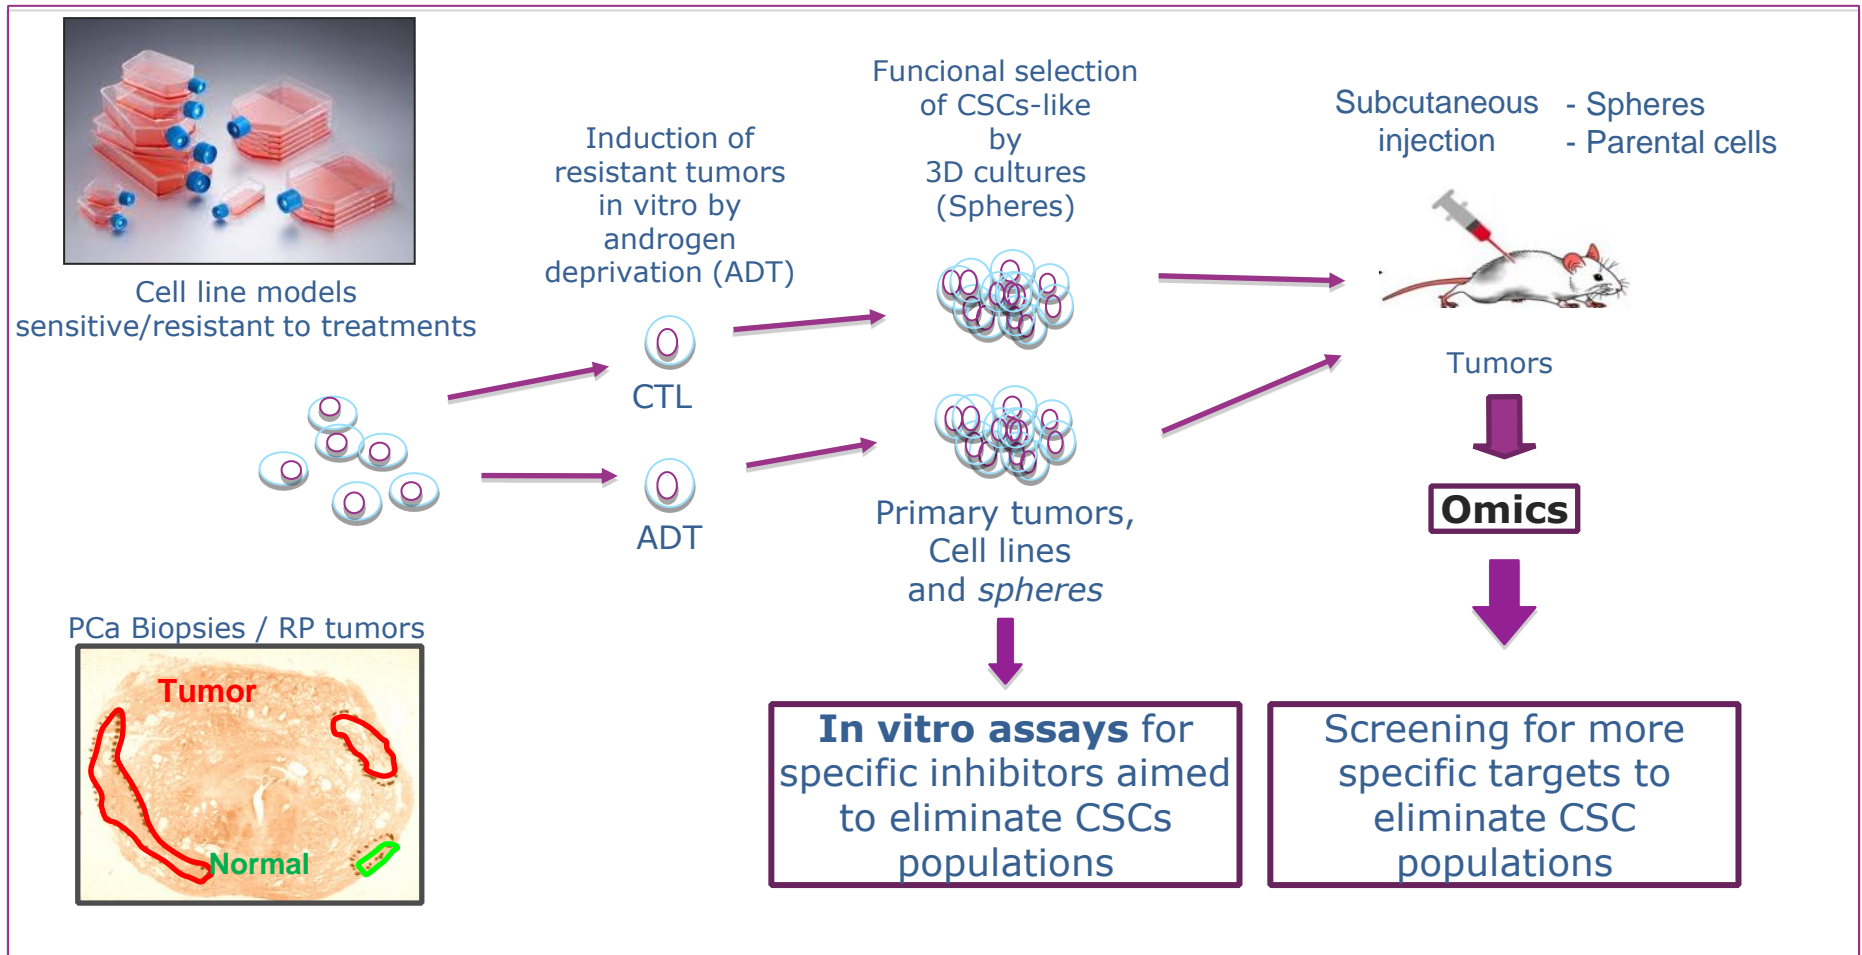 Cell line models
sensitive/resistant to treatments
Induction of
resistant tumors
in vitro by
androgen
deprivation (ADT)
CTL
ADT
Funcional selection
of CSCs-like
by
3D cultures
(Spheres)
Primary tumors,
Cell lines
and spheres
Subcutaneous
injection
- Spheres
- Parental cells
Tumors
Omics
PCa Biopsies / RP tumors
Tumor
Normal
In vitro assays for
specific inhibitors aimed
to eliminate CSCs
populations
Screening for more
specific targets to
eliminate CSC
populations